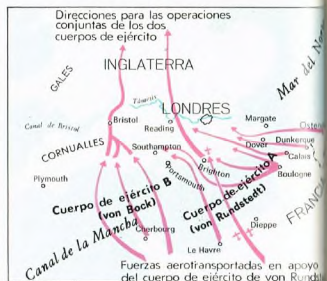 Direcciones para las operaciones
conjuntas de los dos
cuerpos de ejército
Mar del
GALES
INGLATERRA
Támesis
LONDRES
Canal de Bristol
Bristol
Reading
Margate
CORNUALLES
Southampton
Dover
Dunkerque
Calais
Plymouth
Portsmouth
Brighton
Boulogne
Cuerpo de ejército B
(von Bock)
Cuerpo de ejército A
(von Rundstedt)
Canal de la Mancha
Cherbourg
Dieppe
Le Havre
Fuerzas aerotransportadas en apoyo
del cuerpo de ejército de von